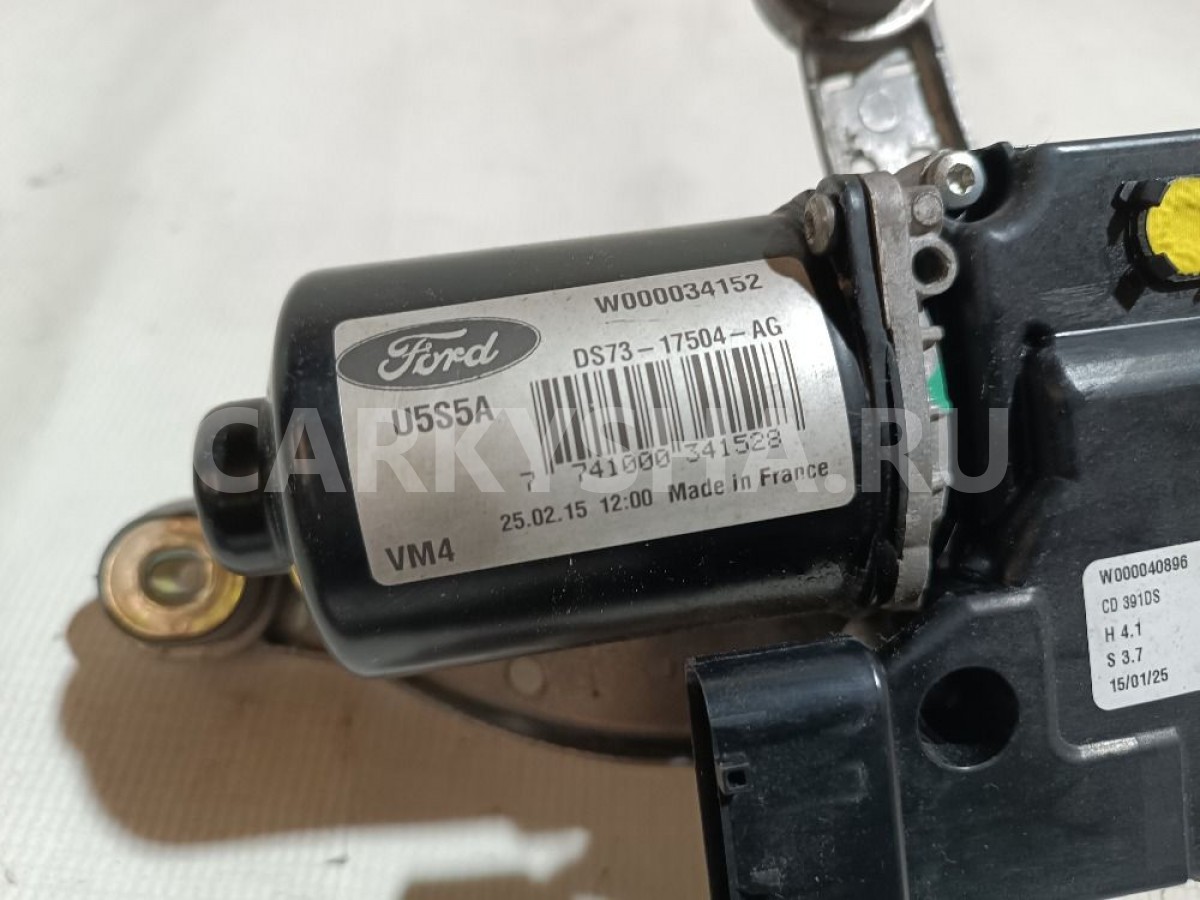 W000034152
Ford
DS73-17504-AG
U5S5A
7 741000 341528
25.02.15 12:00 Made in France
VM4
CARKYSHA.RU
W000040896
CD 391DS
H 4.1
S 3.7
15/01/25